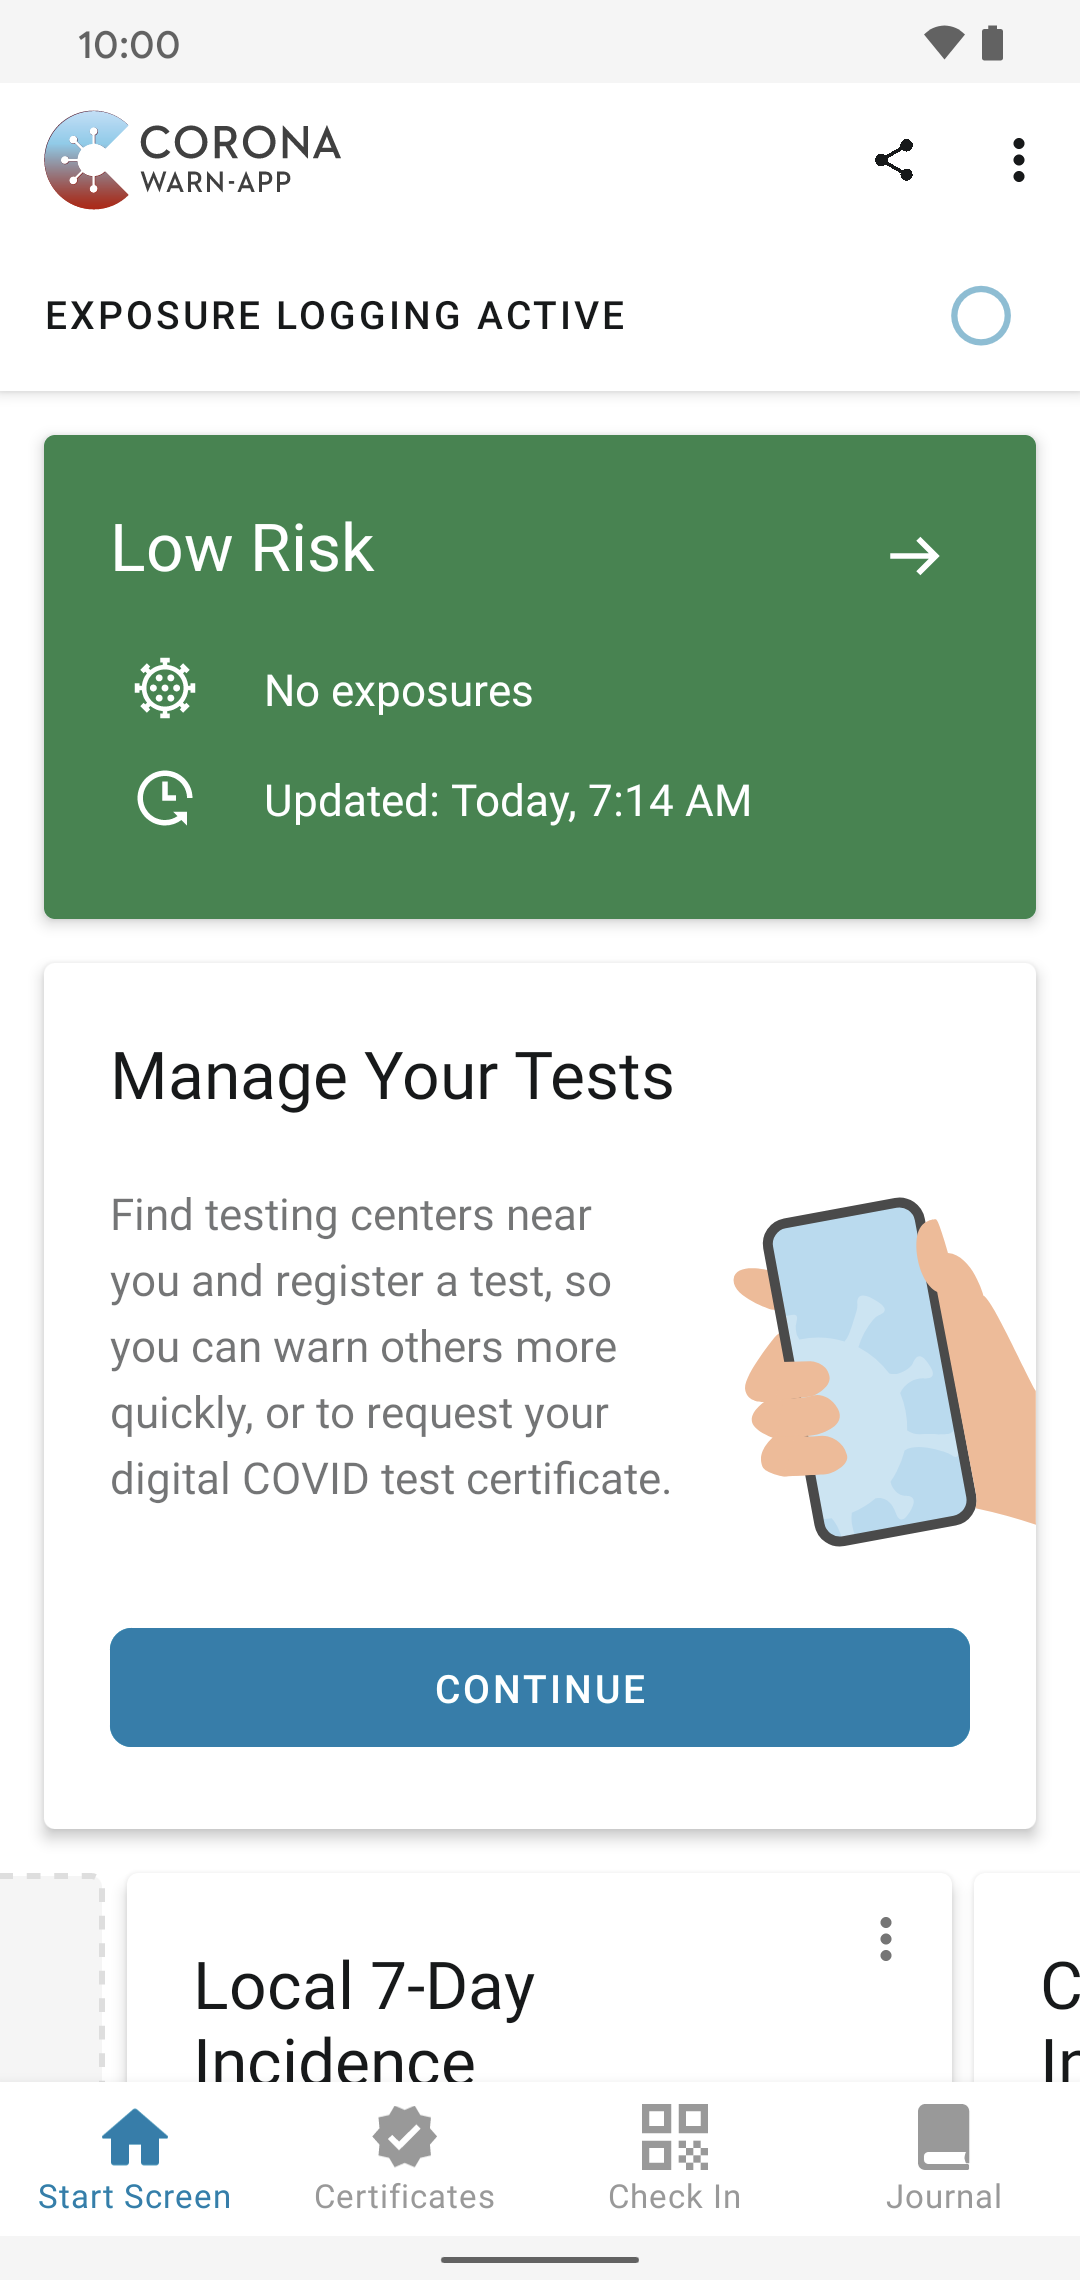 10:00
CORONA
WARN-APP
EXPOSURE LOGGING ACTIVE
Low Risk
No exposures
Updated: Today, 7:14 AM
Manage Your Tests
Find testing centers near
you and register a test, so
you can warn others more
quickly, or to request your
digital COVID test certificate.
CONTINUE
Local 7-Day
Incidence
C
In
Start Screen
Certificates
Check In
Journal